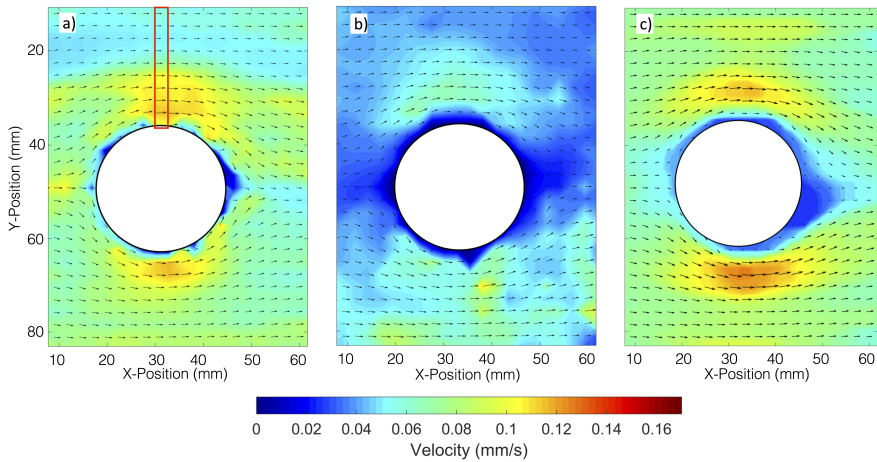 a)
b)
c)
20
40
60
80
Y-Position (mm)
10 20 30 40 50 60
10 20 30 40 50 60
10 20 30 40 50 60
X-Position (mm)
X-Position (mm)
X-Position (mm)
0 0.02 0.04 0.06 0.08 0.1 0.12 0.14 0.16
Velocity (mm/s)